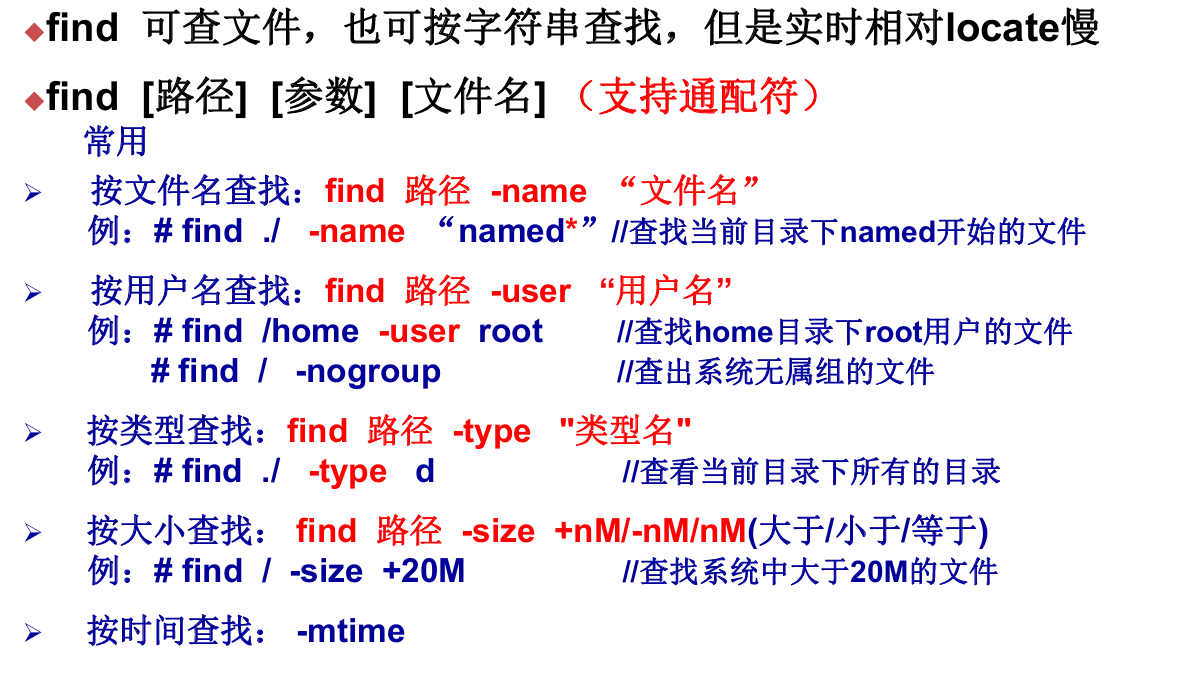 ◆find 可查文件，也可按字符串查找，但是实时相对locate慢
◆find [路径] [参数] [文件名] （支持通配符）
常用
➢ 按文件名查找：find 路径 -name “文件名”
例：# find ./ -name “named*” //查找当前目录下named开始的文件
➢ 按用户名查找：find 路径 -user “用户名”
例：# find /home -user root //查找home目录下root用户的文件
# find / -nogroup //查出系统无属组的文件
➢ 按类型查找：find 路径 -type "类型名"
例：# find ./ -type d //查看当前目录下所有的目录
➢ 按大小查找： find 路径 -size +nM/-nM/nM(大于/小于/等于)
例：# find / -size +20M //查找系统中大于20M的文件
➢ 按时间查找： -mtime